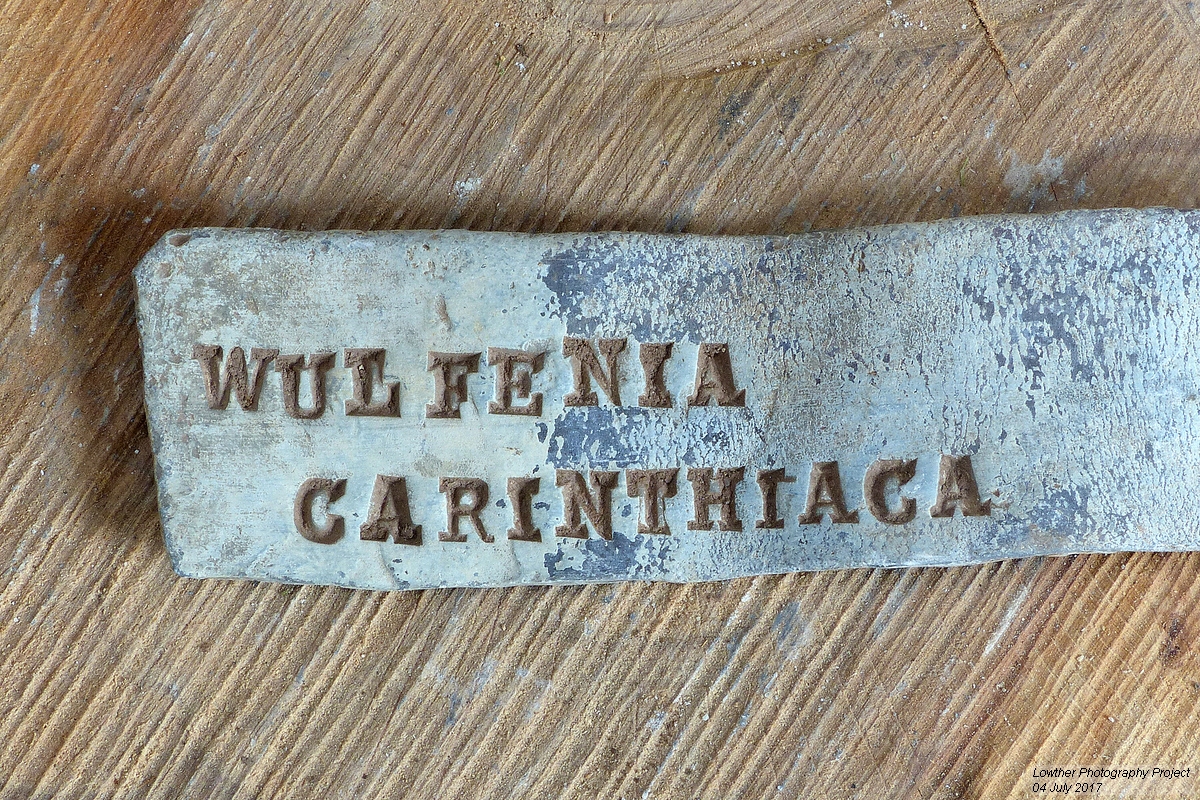 WULFENIA
CARINTHIACA
Lowther Photography Project
04 July 2017